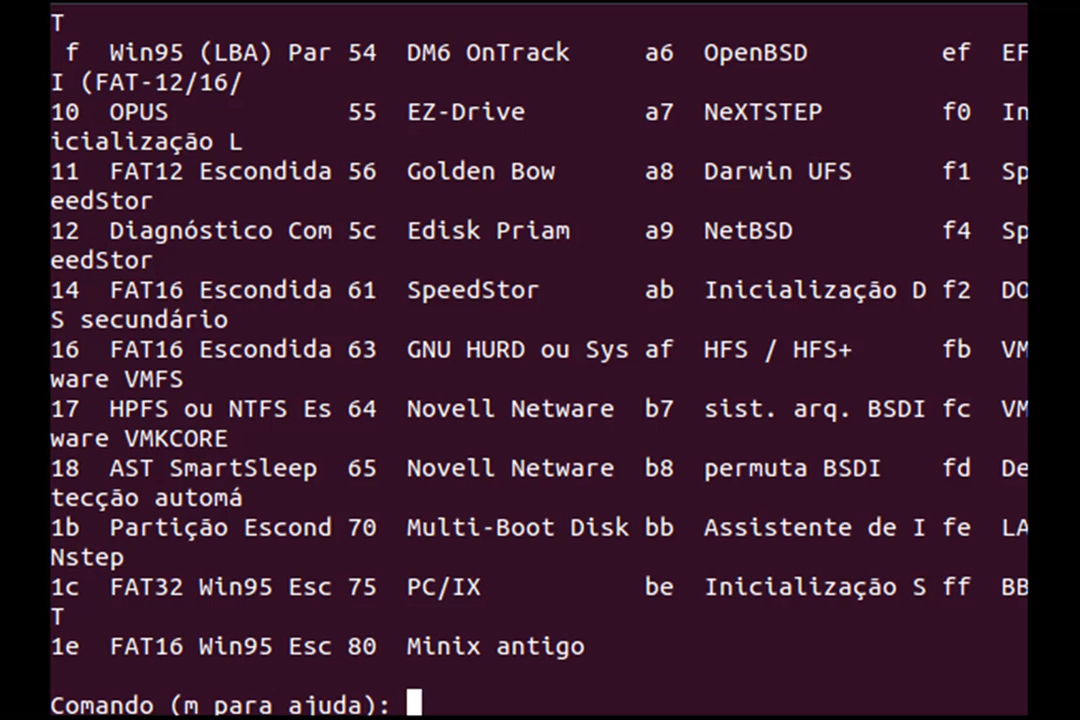 T
f Win95 (LBA) Par 54 DM6 OnTrack a6 OpenBSD ef EF
I (FAT-12/16/
10 OPUS 55 EZ-Drive a7 NeXTSTEP f0 In
icialização L
11 FAT12 Escondida 56 Golden Bow a8 Darwin UFS f1 Sp
eedStor
12 Diagnóstico Com 5c Edisk Priam a9 NetBSD f4 Sp
eedStor
14 FAT16 Escondida 61 SpeedStor ab Inicialização D f2 DO
S secundário
16 FAT16 Escondida 63 GNU HURD ou Sys af HFS / HFS+ fb VM
ware VMFS
17 HPFS ou NTFS Es 64 Novell Netware b7 sist. arq. BSDI fc VM
ware VMKCORE
18 AST SmartSleep 65 Novell Netware b8 permuta BSDI fd De
tecção automá
1b Partição Escond 70 Multi-Boot Disk bb Assistente de I fe LA
Nstep
1c FAT32 Win95 Esc 75 PC/IX be Inicialização S ff BB
T
1e FAT16 Win95 Esc 80 Minix antigo
Comando (m para ajuda):